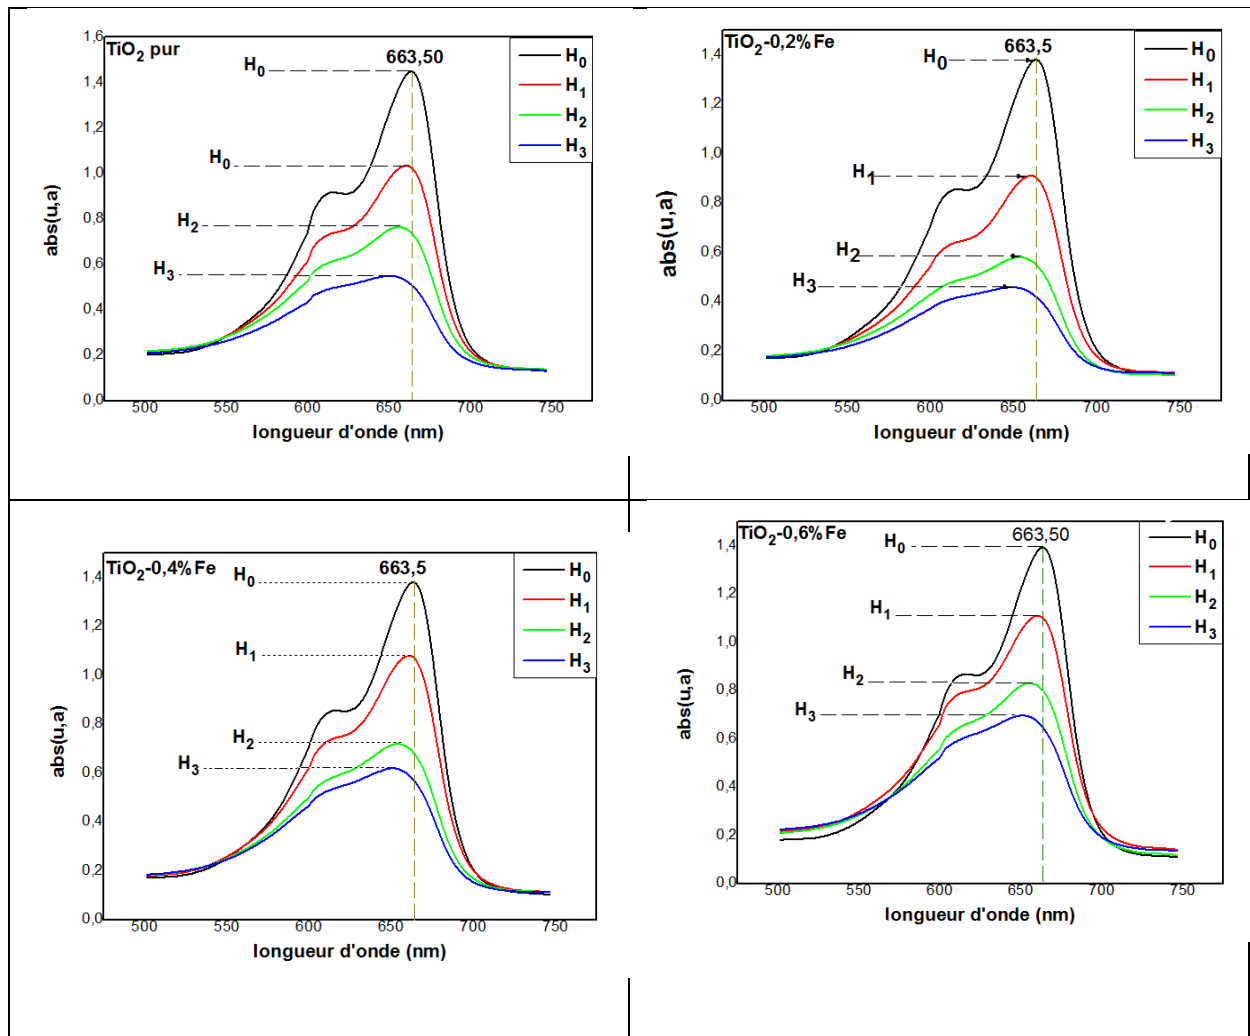 TiO2 pur
663,50
H0
H0
H2
H3
H0
H1
H2
H3
1,6
1,4
1,2
1,0
0,8
0,6
0,4
0,2
0,0
abs(u,a)
500 550 600 650 700 750
longueur d'onde (nm)
TiO2-0,2%Fe
663,5
H0
H1
H2
H3
H0
H1
H2
H3
1,4
1,2
1,0
0,8
0,6
0,4
0,2
0,0
abs(u,a)
500 550 600 650 700 750
longueur d'onde (nm)
TiO2-0,4%Fe
663,5
H0
H1
H2
H3
H0
H1
H2
H3
1,4
1,2
1,0
0,8
0,6
0,4
0,2
0,0
abs(u,a)
500 550 600 650 700 750
longueur d'onde (nm)
TiO2-0,6%Fe
663,50
H0
H1
H2
H3
H0
H1
H2
H3
1,4
1,2
1,0
0,8
0,6
0,4
0,2
0,0
abs(u,a)
500 550 600 650 700 750
longueur d'onde (nm)